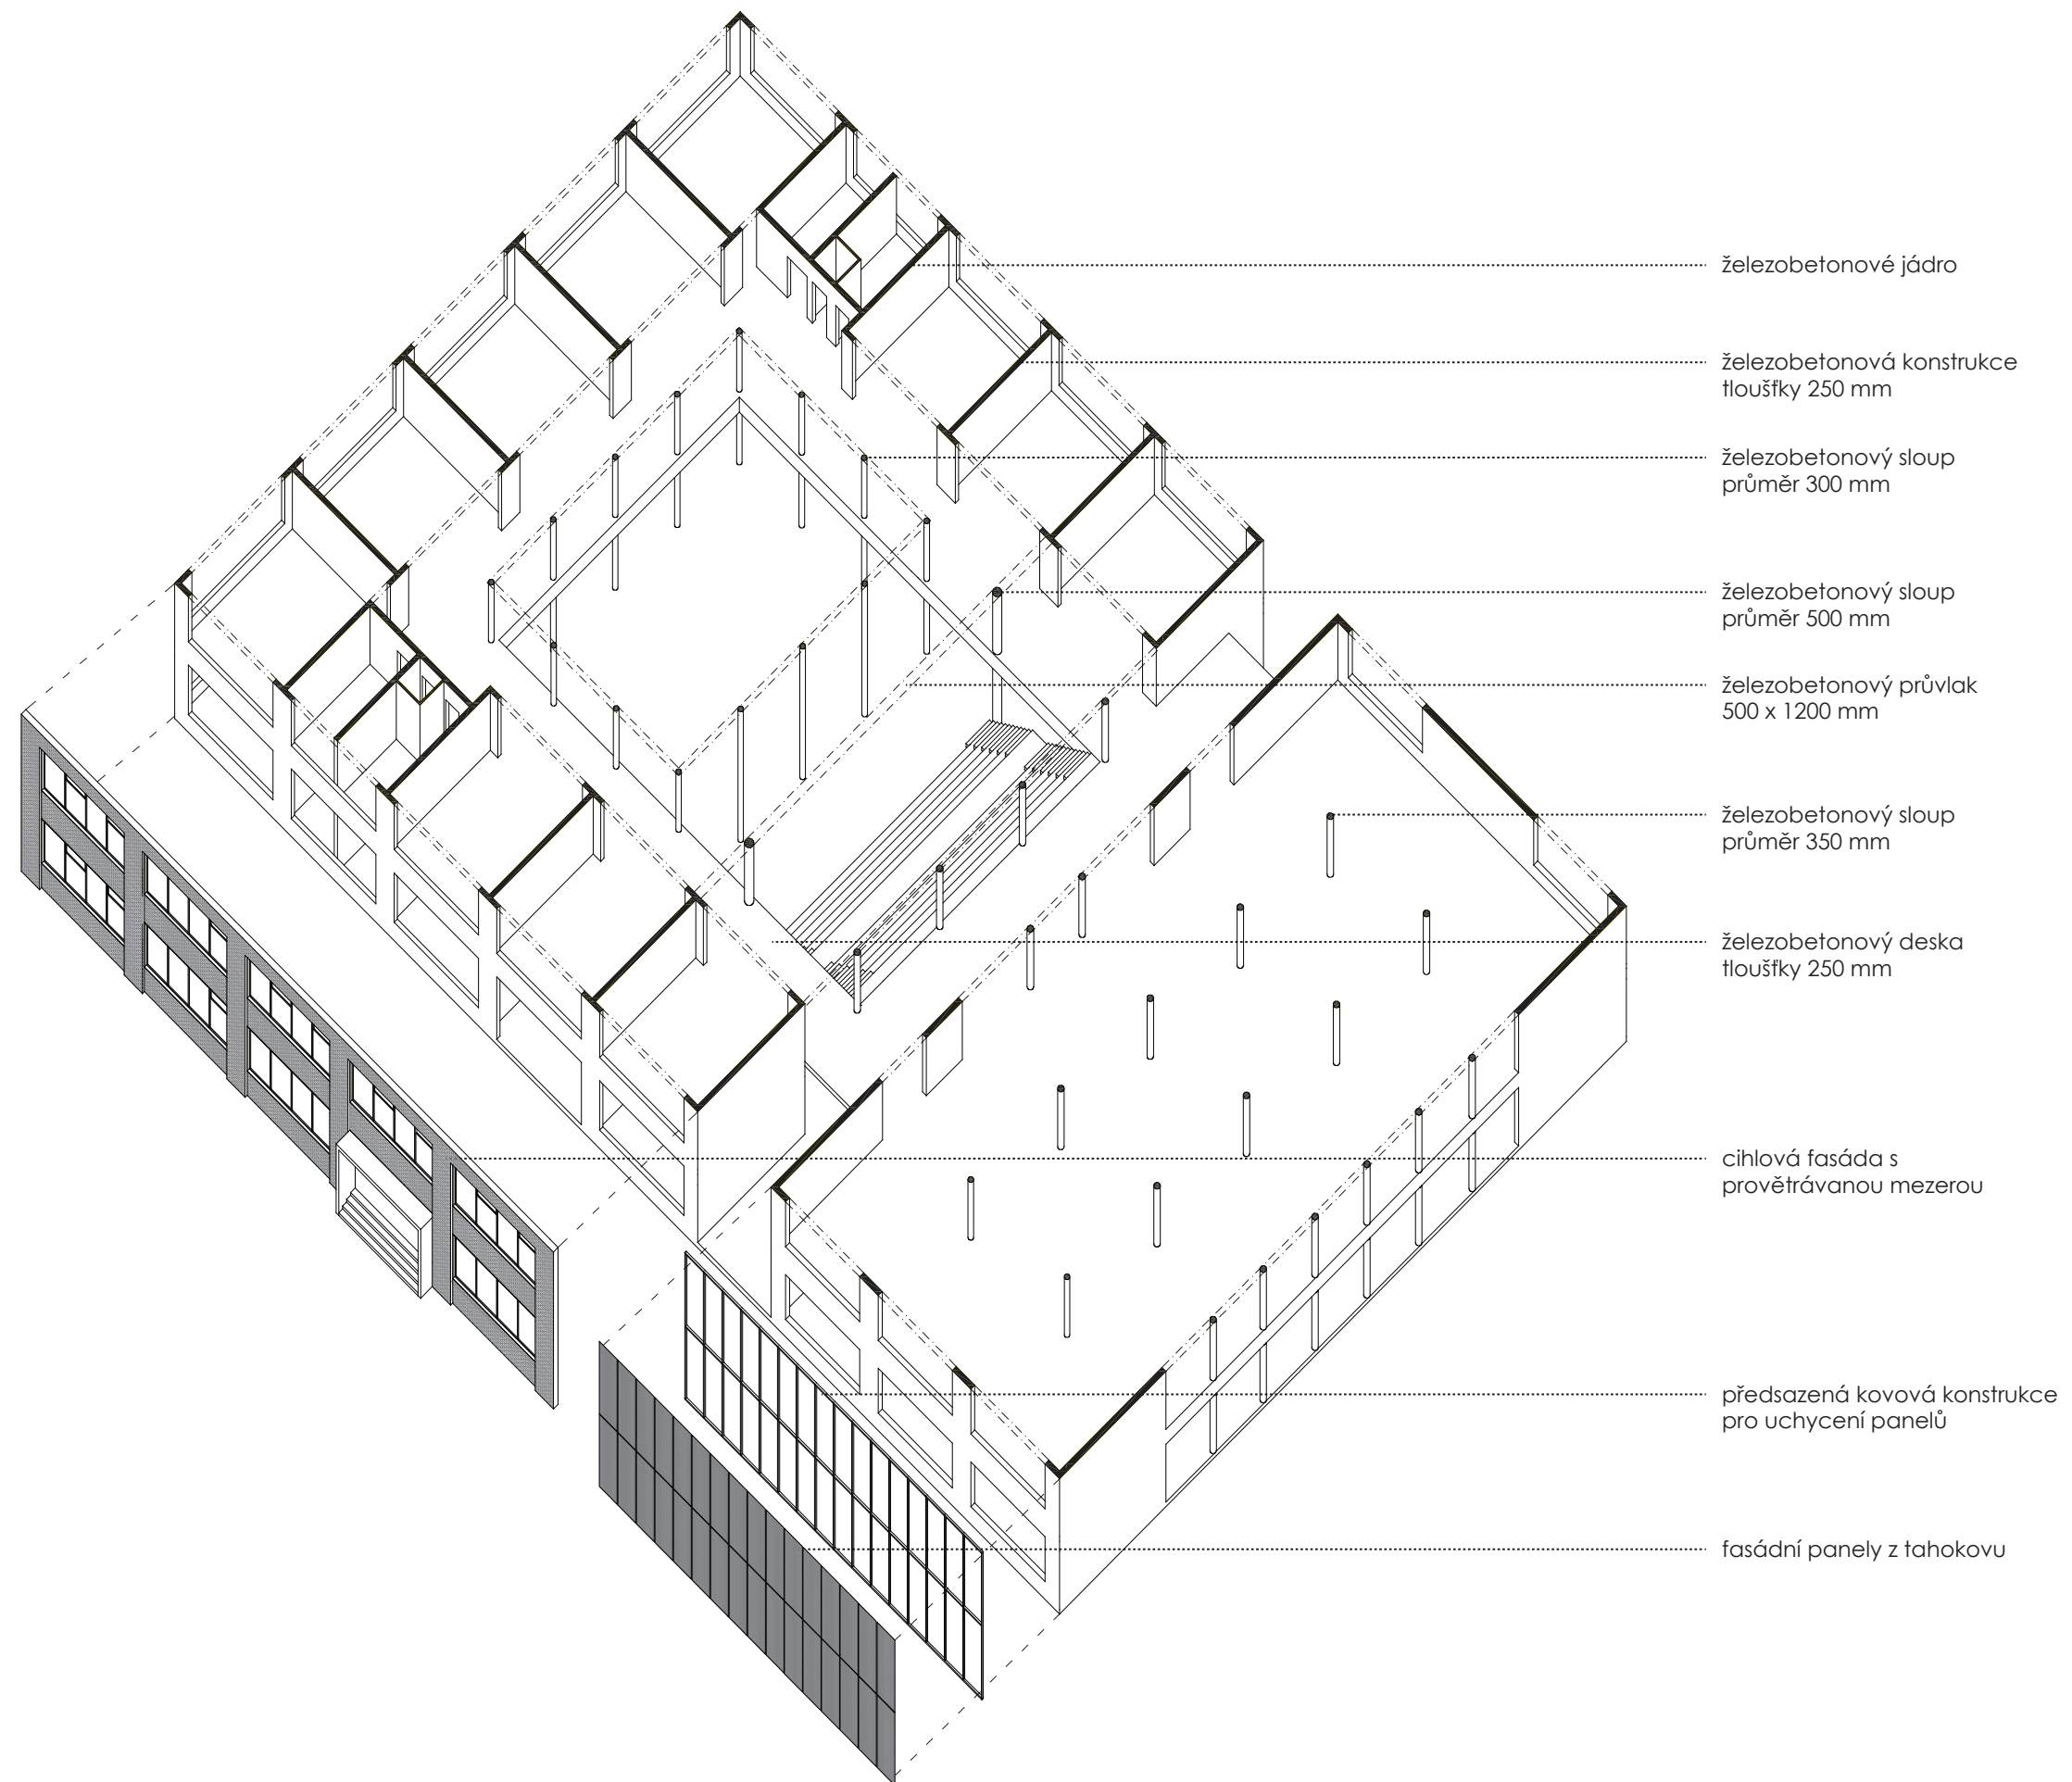 železobetonové jádro
železobetonová konstrukce
tloušťky 250 mm
železobetonový sloup
průměr 300 mm
železobetonový sloup
průměr 500 mm
železobetonový průvlak
500 x 1200 mm
železobetonový sloup
průměr 350 mm
železobetonový deska
tloušťky 250 mm
cihlová fasáda s
provětrávanou mezerou
předsazená kovová konstrukce
pro uchycení panelů
fasádní panely z tahokovu